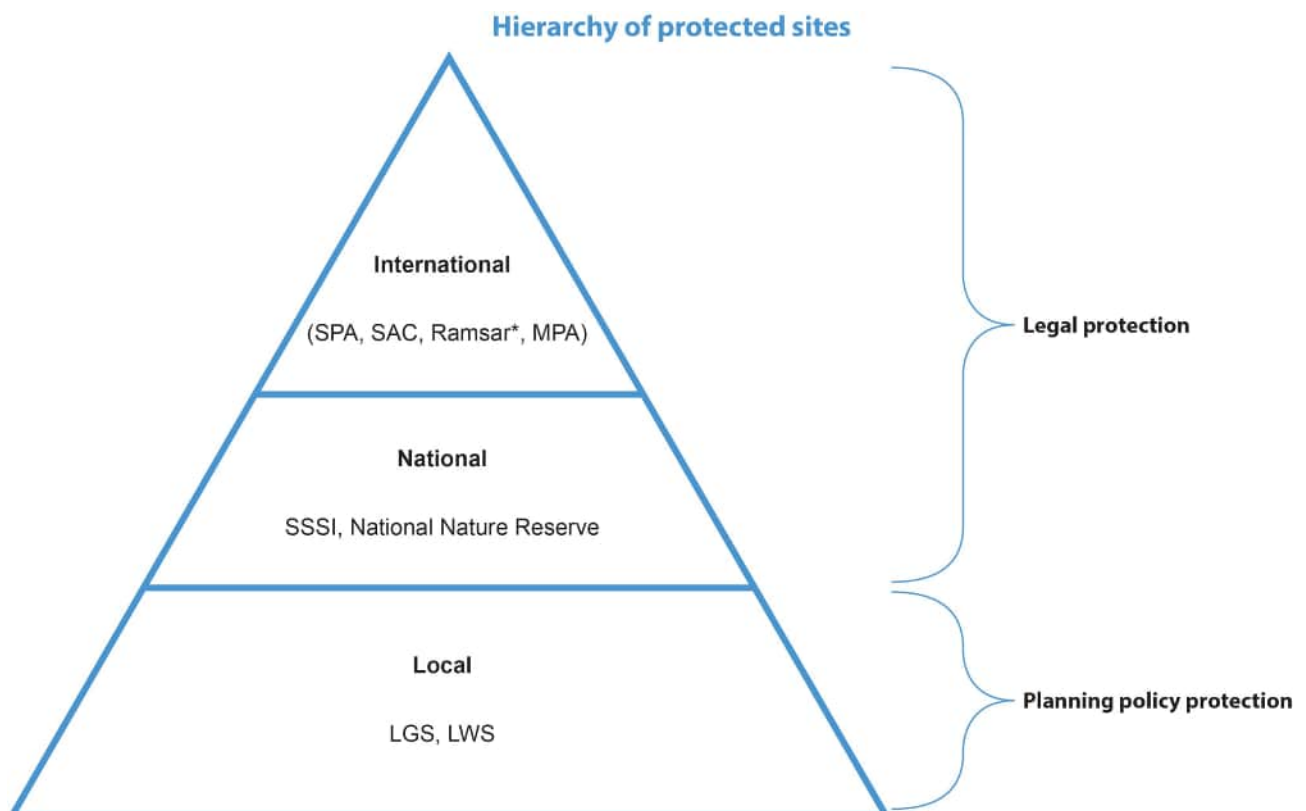 Hierarchy of protected sites
International
(SPA, SAC, Ramsar*, MPA)
Legal protection
National
SSSI, National Nature Reserve
Local
Planning policy protection
LGS, LWS